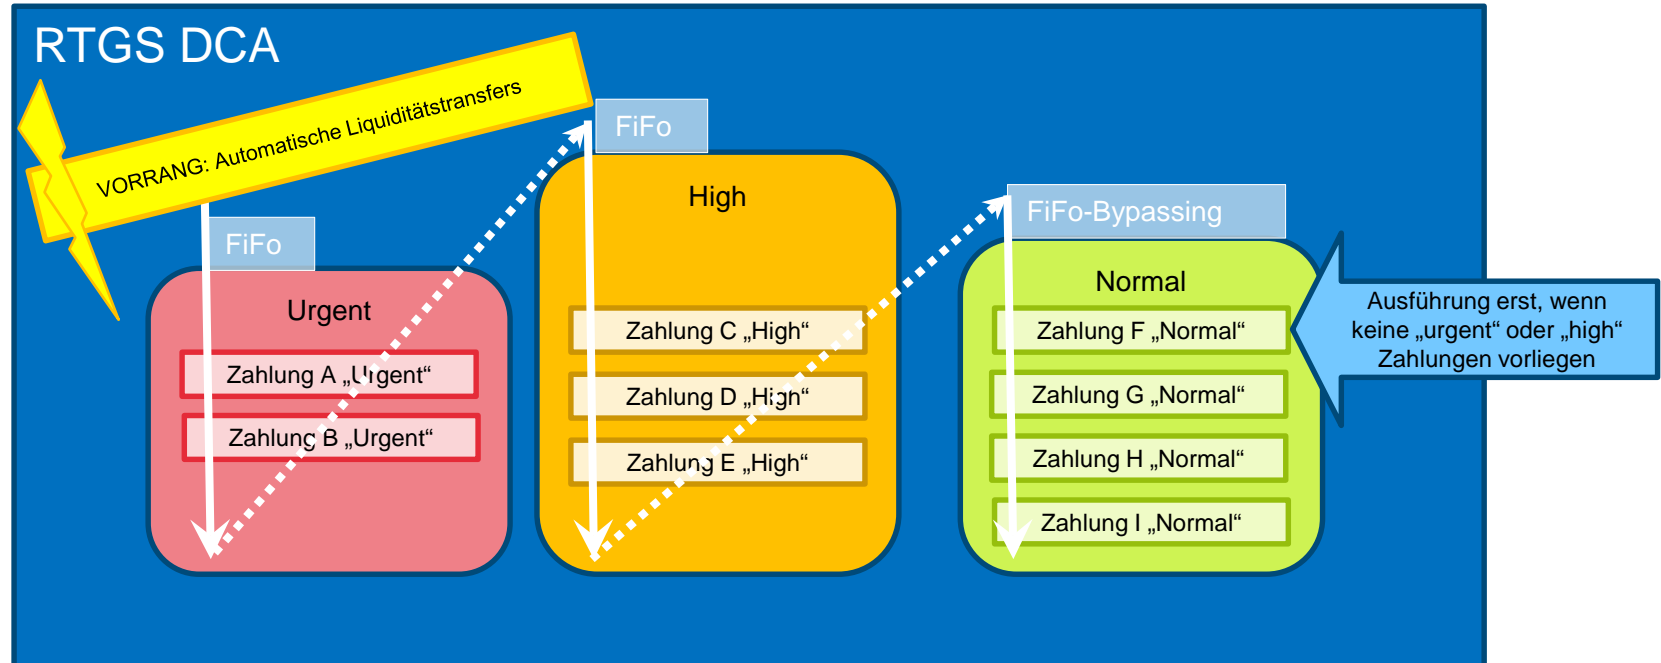 RTGS DCA
VORRANG: Automatische Liquiditätstransfers
FiFo
Urgent
Zahlung A „Urgent“
Zahlung B „Urgent“
FiFo
High
Zahlung C „High“
Zahlung D „High“
Zahlung E „High“
FiFo-Bypassing
Normal
Zahlung F „Normal“
Zahlung G „Normal“
Zahlung H „Normal“
Zahlung I „Normal“
Ausführung erst, wenn
keine „urgent“ oder „high“
Zahlungen vorliegen